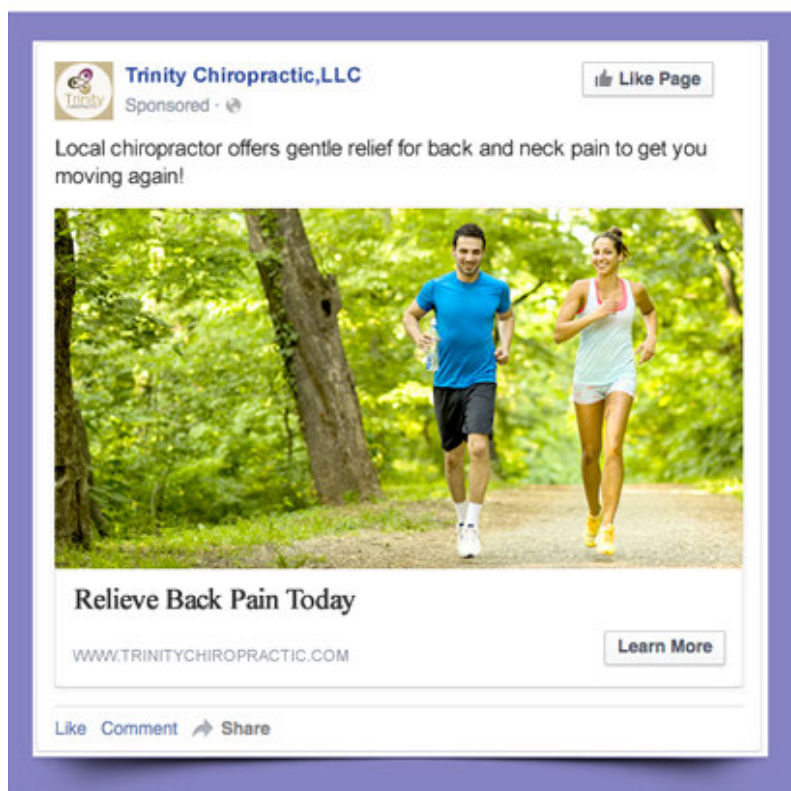 Trinity Chiropractic,LLC
Like Page
Trinity
Sponsored ·
Local chiropractor offers gentle relief for back and neck pain to get you
moving again!
Relieve Back Pain Today
WWW.TRINITYCHIROPRACTIC.COM
Learn More
Like Comment Share